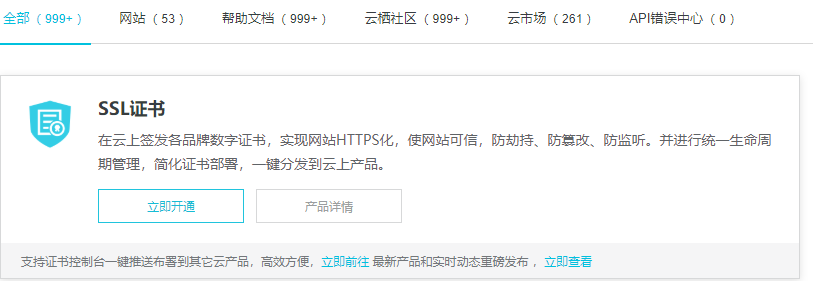 全部（999+） 网站（53） 帮助文档（999+） 云栖社区（999+） 云市场（261） API错误中心（0）
SSL证书
在云上签发各品牌数字证书，实现网站HTTPS化，使网站可信，防劫持、防篡改、防监听。并进行统一生命周
期管理，简化证书部署，一键分发到云上产品。
立即开通 产品详情
支持证书控制台一键推送布署到其它云产品，高效方便，立即前往 最新产品和实时动态重磅发布 ，立即查看